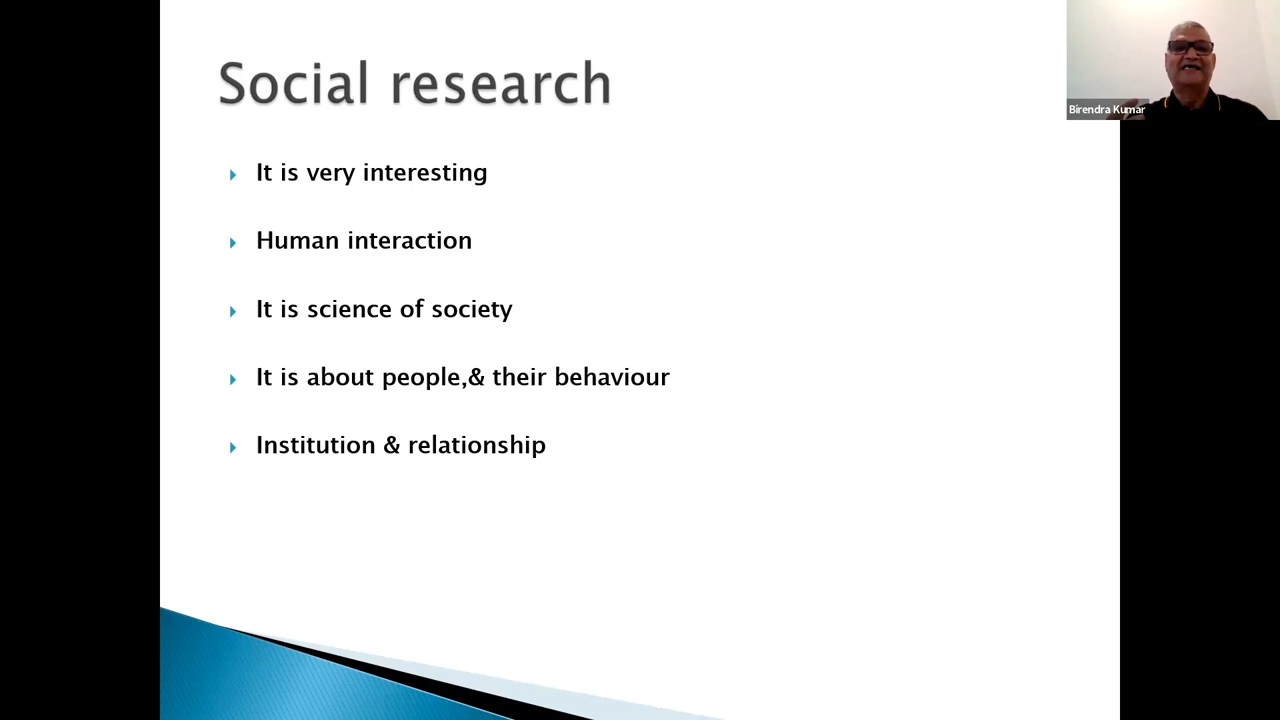 Social research
Birendra Kumar
It is very interesting
Human interaction
It is science of society
It is about people,& their behaviour
Institution & relationship